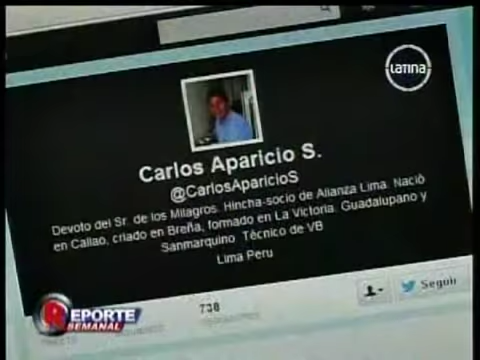 LATINA
Carlos Aparicio S.
@CarlosAparicioS
Devoto del Sr. de los Milagros. Hincha-socio de Alianza Lima. Nació
en Callao, criado en Breña, formado en La Victoria. Guadalupano y
Sanmarquino. Técnico de VB
Lima Peru
738
Seguir
REPORTE
SEMANAL